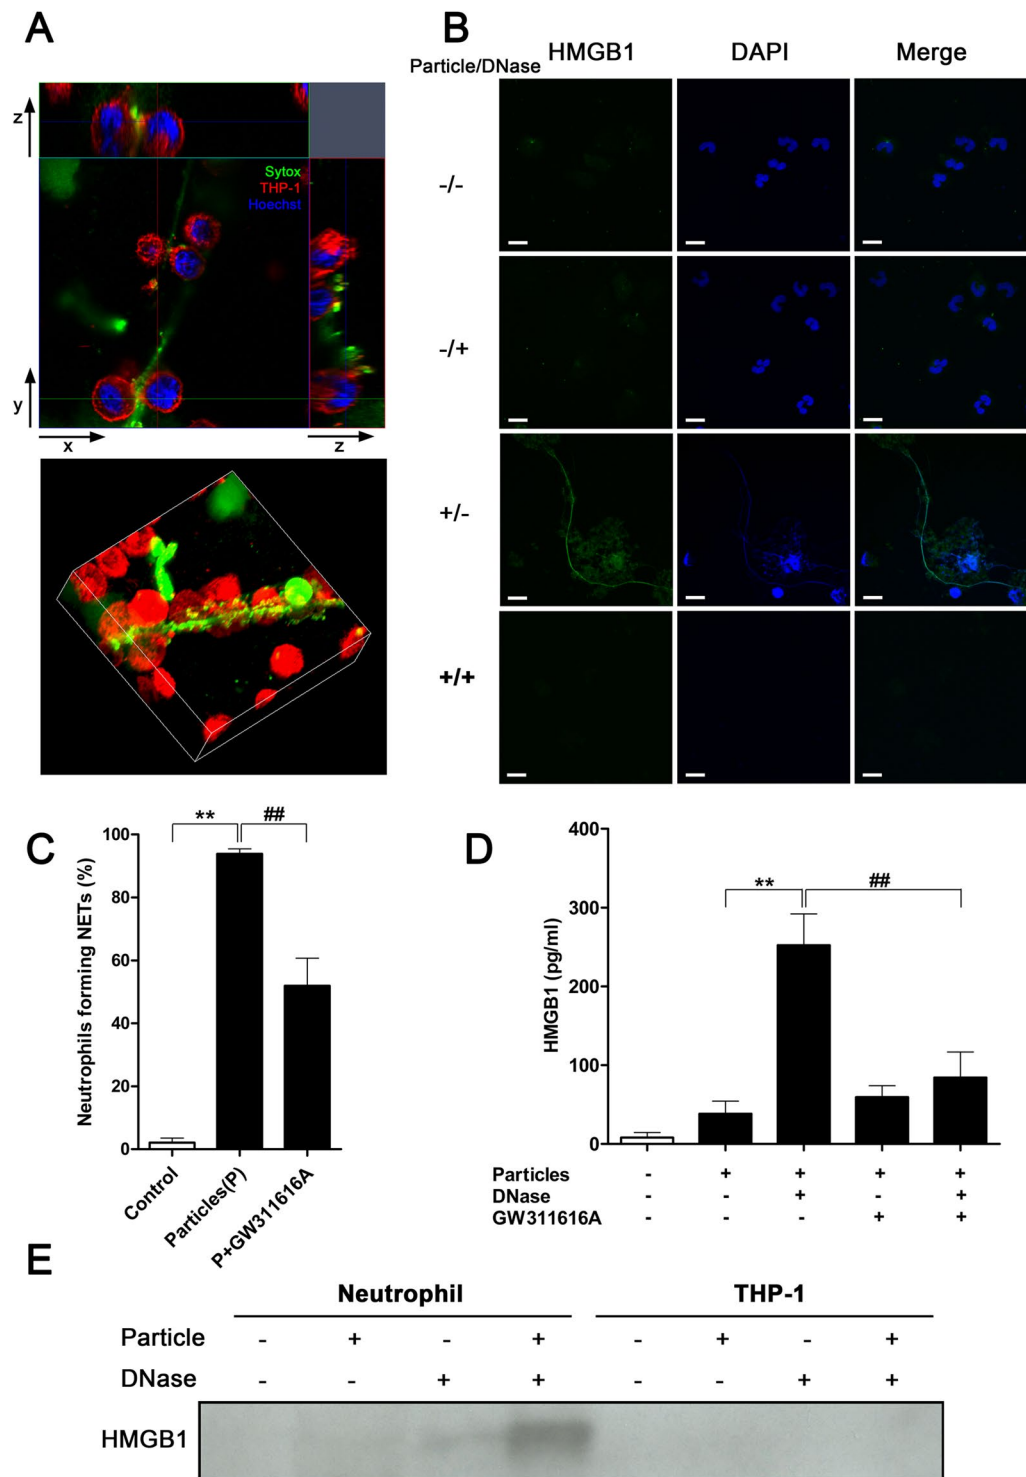 A
z
Sytox
THP-1
Hoechst
y
x
z
B
Particle/DNase HMGB1 DAPI Merge
-/-
-/+
+/-
+/+
C
Neutrophils forming NETs (%)
100
80
60
40
20
0
** ##
Control
Particles(P)
P+GW311616A
D
HMGB1 (pg/ml)
400
300
200
100
0
** ##
Particles - + + + +
DNase - - + - +
GW311616A - - - + +
E
Neutrophil THP-1
Particle - + - + - + - +
DNase - - + + - - + +
HMGB1